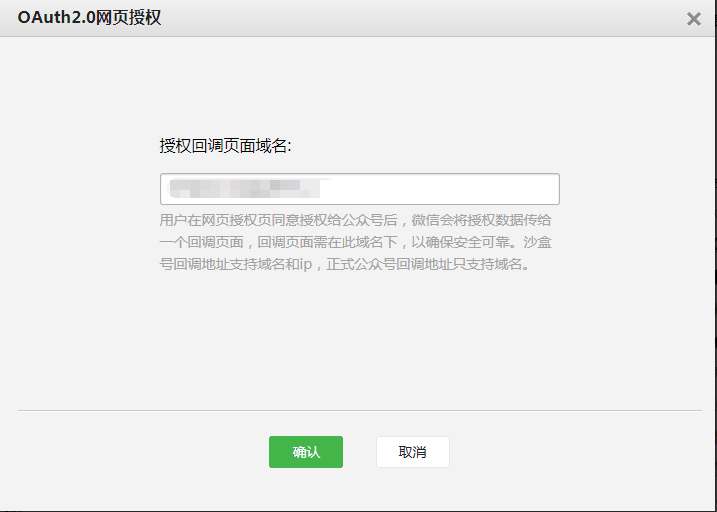 OAuth2.0网页授权
授权回调页面域名:
用户在网页授权页同意授权给公众号后，微信会将授权数据传给
一个回调页面，回调页面需在此域名下，以确保安全可靠。沙盒
号回调地址支持域名和ip，正式公众号回调地址只支持域名。
确认
取消